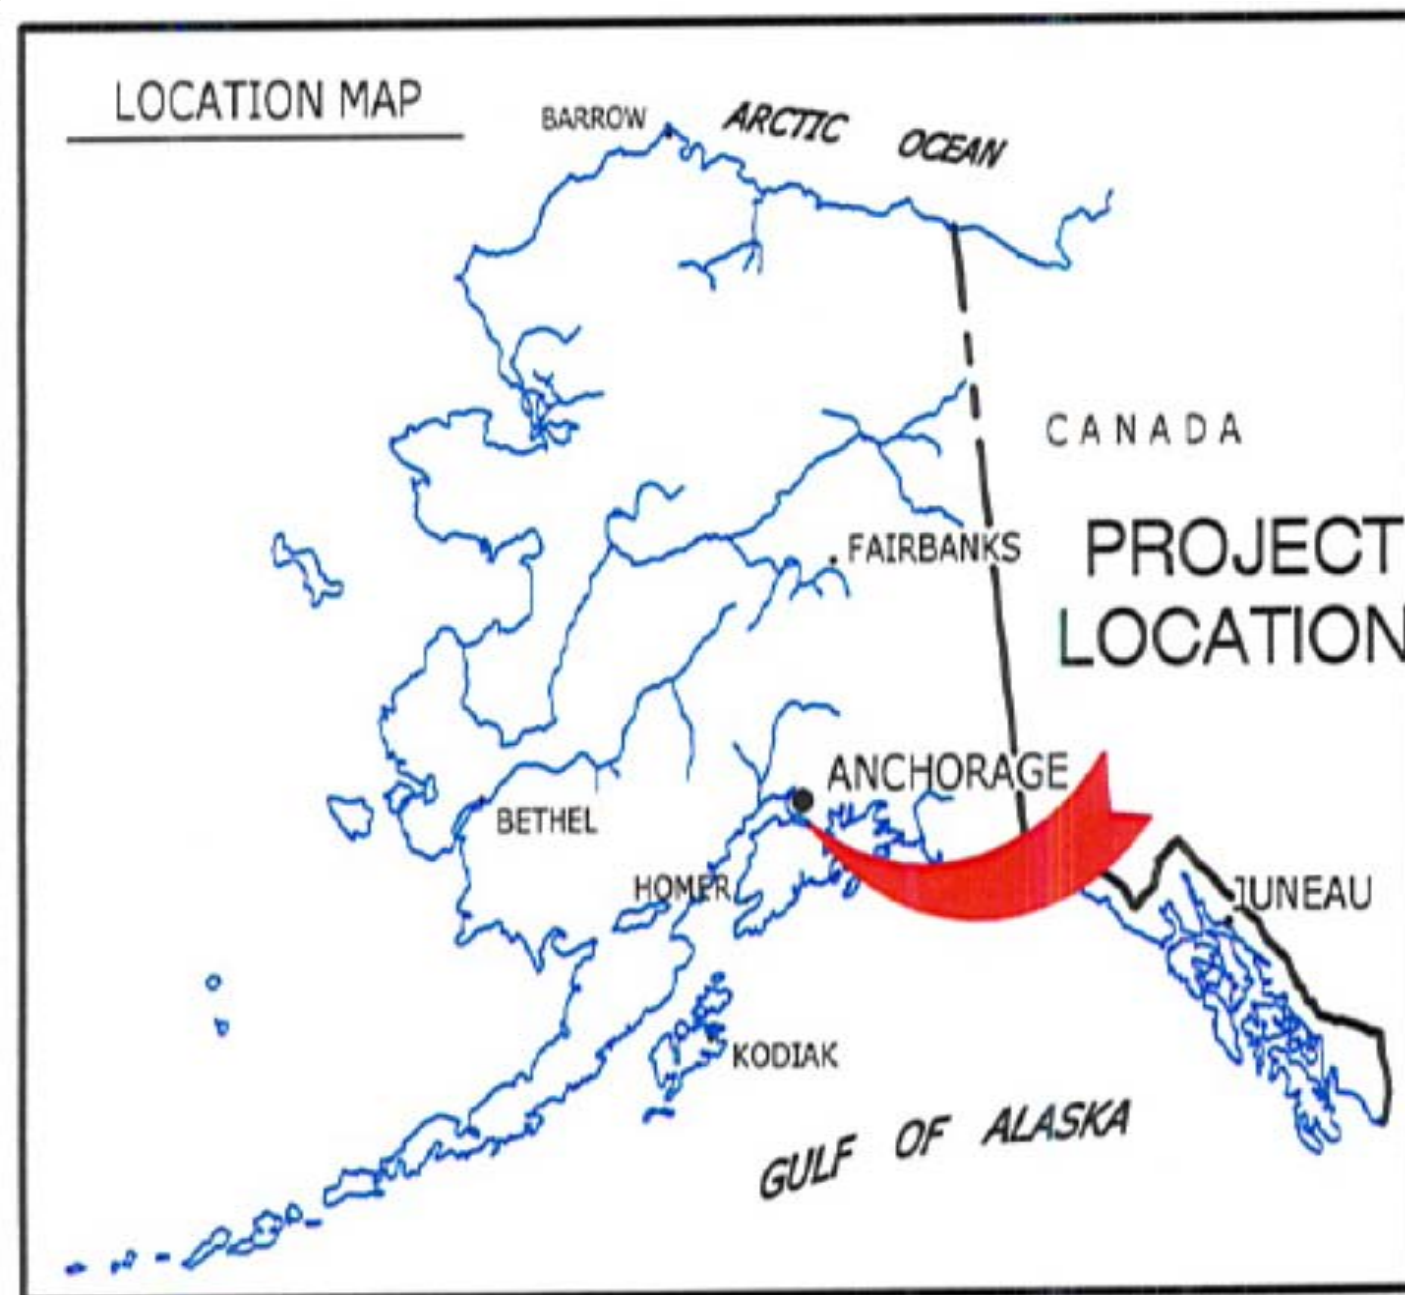 LOCATION MAP
BARROW
ARCTIC OCEAN
CANADA
FAIRBANKS
PROJECT
LOCATION
ANCHORAGE
BETHEL
HOMER
JUNEAU
KODIAK
GULF OF ALASKA